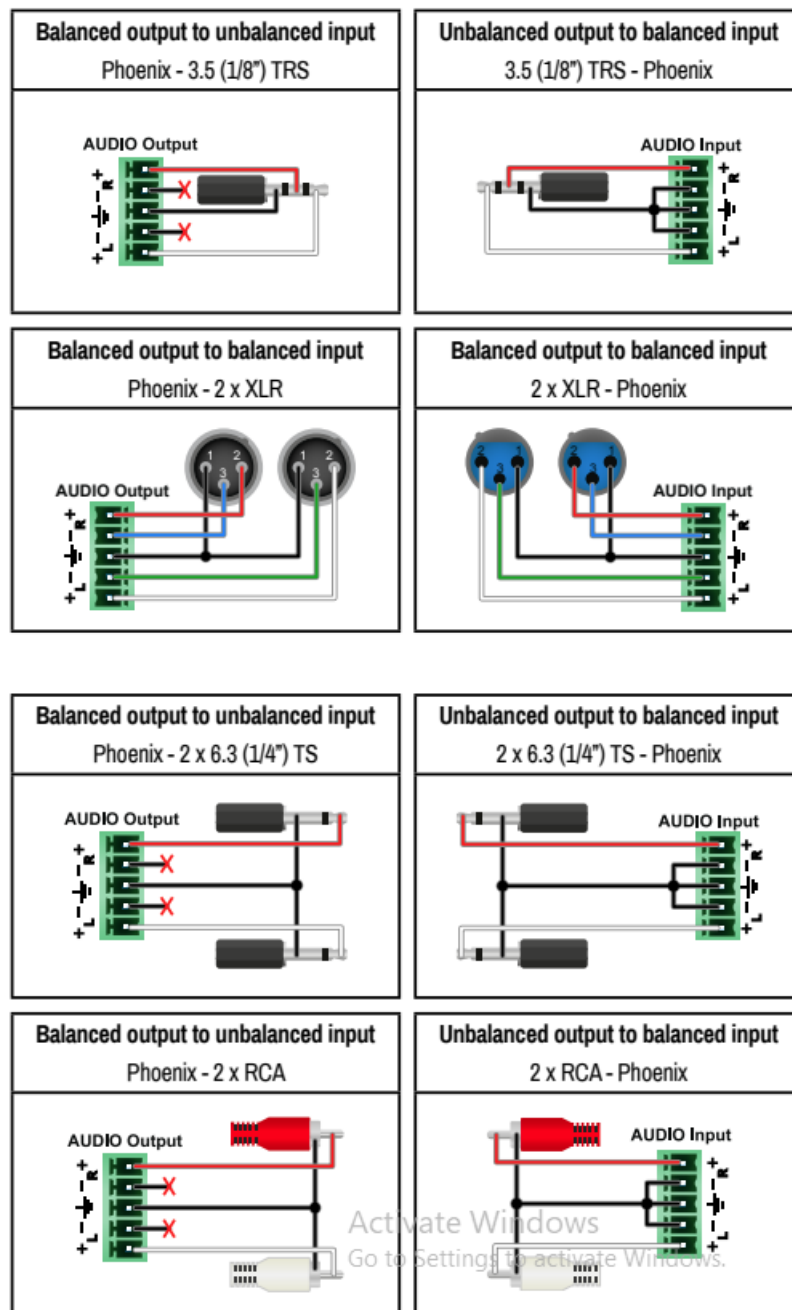 Balanced output to unbalanced input
Phoenix - 3.5 (1/8") TRS
AUDIO Output
+
R
-
-
L
+
Unbalanced output to balanced input
3.5 (1/8") TRS - Phoenix
AUDIO Input
+
R
-
-
L
+
Balanced output to balanced input
Phoenix - 2 x XLR
1 2
3
1 2
3
AUDIO Output
+
R
-
-
L
+
Balanced output to balanced input
2 x XLR - Phoenix
2 1
3
2 1
3
AUDIO Input
+
R
-
-
L
+
Balanced output to unbalanced input
Phoenix - 2 x 6.3 (1/4") TS
AUDIO Output
+
R
-
-
L
+
Unbalanced output to balanced input
2 x 6.3 (1/4") TS - Phoenix
AUDIO Input
+
R
-
-
L
+
Balanced output to unbalanced input
Phoenix - 2 x RCA
AUDIO Output
+
R
-
-
L
+
Unbalanced output to balanced input
2 x RCA - Phoenix
AUDIO Input
+
R
-
-
L
+
Activate Windows
Go to Settings to activate Windows.